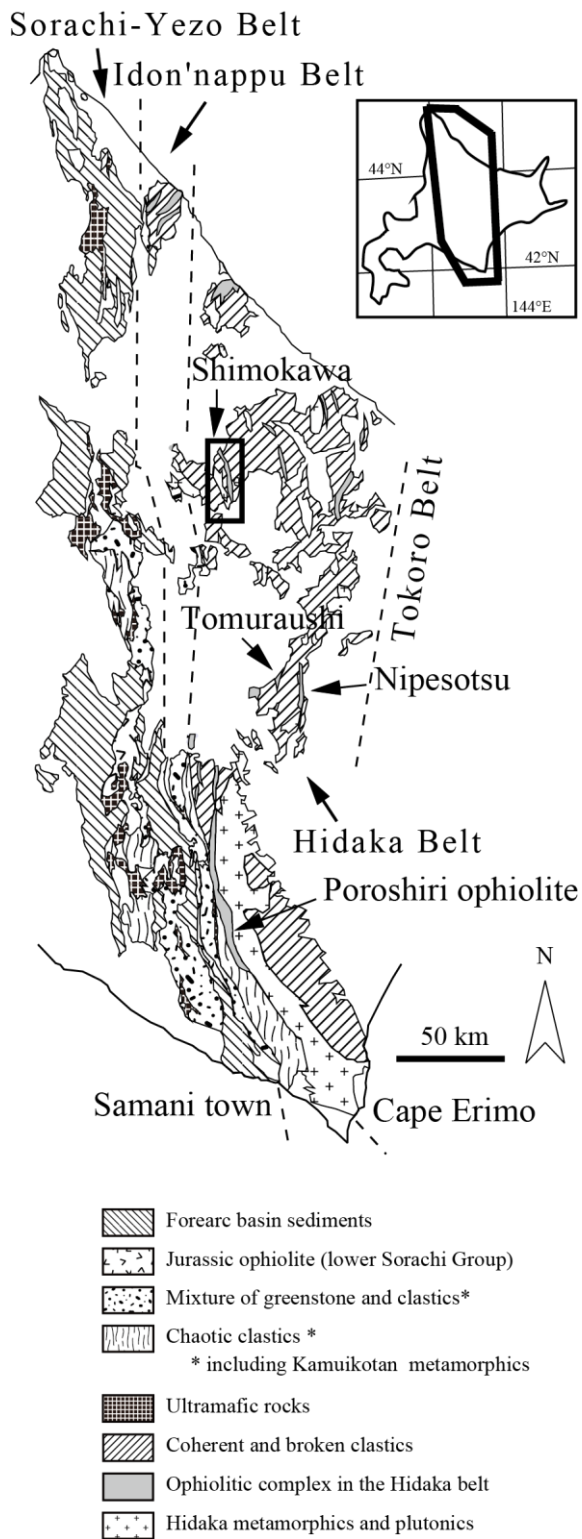 Sorachi-Yezo Belt
Idon'nappu Belt
44°N
42°N
144°E
Shimokawa
Tokoro Belt
Tomuraushi
Nipesotsu
Hidaka Belt
Poroshiri ophiolite
N
50 km
Samani town
Cape Erimo
Forearc basin sediments
Jurassic ophiolite (lower Sorachi Group)
Mixture of greenstone and clastics*
Chaotic clastics *
* including Kamuikotan metamorphics
Ultramafic rocks
Coherent and broken clastics
Ophiolitic complex in the Hidaka belt
Hidaka metamorphics and plutonics